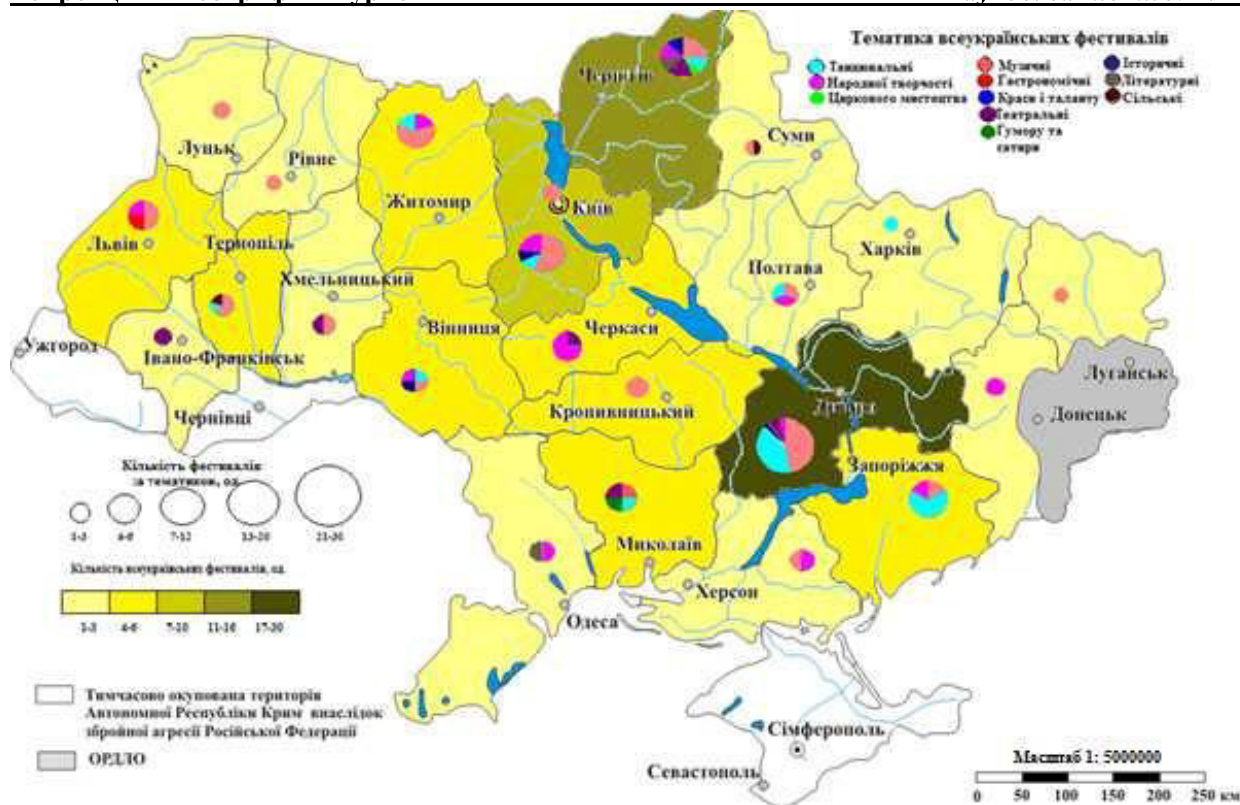 Тематика всеукраїнських фестивалів
Танцювальні
Народної творчості
Циркового мистецтва
Музичні
Гастрономічні
Краси і таланту
Театральні
Гумору та
сатири
Історичні
Літературні
Сільські
Чернігів
Суми
Луцьк
Рівне
Житомир
Київ
Львів
Тернопіль
Хмельницький
Харків
Полтава
Вінниця
Черкаси
Ужгород
Івано-Франківськ
Чернівці
Кропивницький
Дніпро
Луганськ
Донецьк
Запоріжжя
Миколаїв
Херсон
Одеса
Сімферополь
Севастополь
Кількість фестивалів
за тематикою, од.
1-3
4-6
7-12
13-20
21-30
Кількість всеукраїнських фестивалів, од
1-3
4-6
7-10
11-16
17-30
Тимчасово окупована територія
Автономної Республіки Крим внаслідок
збройної агресії Російської Федерації
ОРДЛО
Масштаб 1: 5000000
0 50 100 150 200 250 км